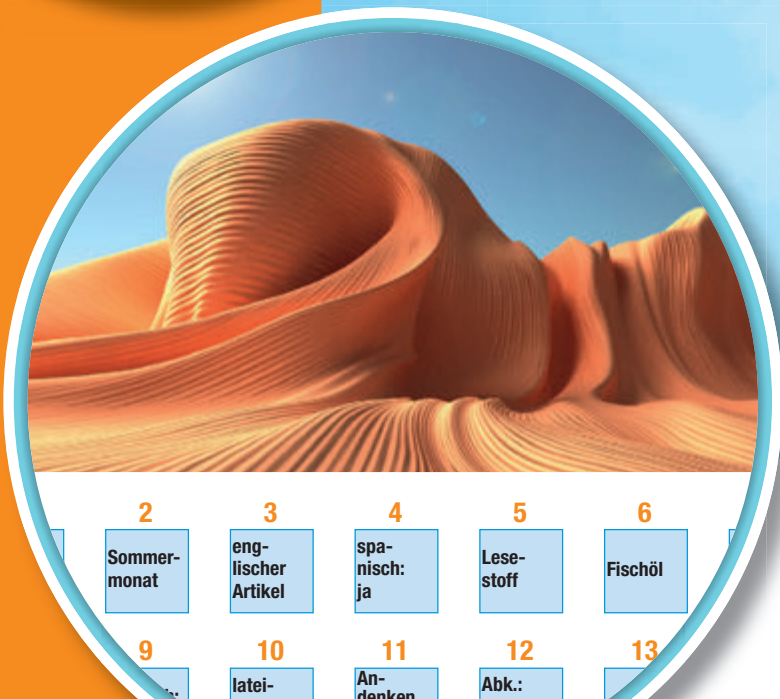 2 3 4 5 6
Sommer-
monat
eng-
lischer
Artikel
spa-
nisch:
ja
Lese-
stoff
Fischöl
9 10 11 12 13
latei-
An-
denken
Abk.: